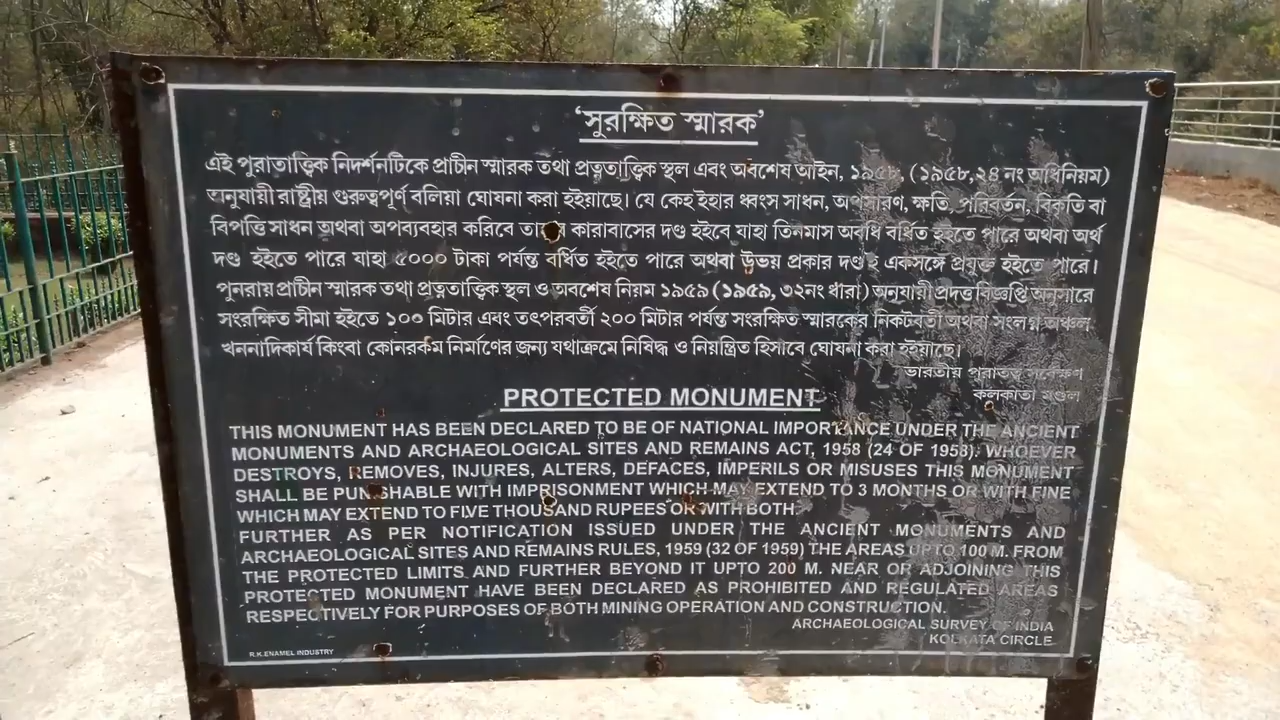 'সুরক্ষিত স্মারক'
এই পুরাতাত্ত্বিক নিদর্শনটিকে প্রাচীন স্মারক তথা প্রত্নতাত্ত্বিক স্থল এবং অবশেষ আইন, ১৯৫৮, (১৯৫৮,২৪ নং অধিনিয়ম)
অনুযায়ী রাষ্ট্রীয় গুরুত্বপূর্ণ বলিয়া ঘোষনা করা হইয়াছে। যে কেহ ইহার ধ্বংস সাধন, অপসারণ, ক্ষতি, পরিবর্তন, বিকৃতি বা
বিপত্তি সাধন অথবা অপব্যবহার করিবে কারাবাসের দণ্ড হইবে যাহা তিনমাস অবধি বর্ধিত হইতে পারে অথবা অর্থ
দণ্ড হইতে পারে যাহা ৫০০০ টাকা পর্যন্ত বর্ধিত হইতে পারে অথবা উভয় প্রকার দণ্ডই একসঙ্গে প্রযুক্ত হইতে পারে।
পুনরায় প্রাচীন স্মারক তথা প্রত্নতাত্ত্বিক স্থল ও অবশেষ নিয়ম ১৯৫৯ (১৯৫৯, ৩২নং ধারা) অনুযায়ী প্রদত্ত বিজ্ঞপ্তি অনুসারে
সংরক্ষিত সীমা হইতে ১০০ মিটার এবং তৎপরবর্তী ২০০ মিটার পর্যন্ত সংরক্ষিত স্মারকের নিকটবর্তী অথবা সংলগ্ন অঞ্চল
খননাদিকার্য কিংবা কোনরকম নির্মাণের জন্য যথাক্রমে নিষিদ্ধ ও নিয়ন্ত্রিত হিসাবে ঘোষনা করা হইয়াছে।
ভারতীয় পুরাতত্ত্ব সর্বেক্ষণ
কলকাতা মণ্ডল
PROTECTED MONUMENT
THIS MONUMENT HAS BEEN DECLARED TO BE OF NATIONAL IMPORTANCE UNDER THE ANCIENT
MONUMENTS AND ARCHAEOLOGICAL SITES AND REMAINS ACT, 1958 (24 OF 1958). WHOEVER
DESTROYS, REMOVES, INJURES, ALTERS, DEFACES, IMPERILS OR MISUSES THIS MONUMENT
SHALL BE PUNISHABLE WITH IMPRISONMENT WHICH MAY EXTEND TO 3 MONTHS OR WITH FINE
WHICH MAY EXTEND TO FIVE THOUSAND RUPEES OR WITH BOTH.
FURTHER AS PER NOTIFICATION ISSUED UNDER THE ANCIENT MONUMENTS AND
ARCHAEOLOGICAL SITES AND REMAINS RULES, 1959 (32 OF 1959) THE AREAS UPTO 100 M. FROM
THE PROTECTED LIMITS AND FURTHER BEYOND IT UPTO 200 M. NEAR OR ADJOINING THIS
PROTECTED MONUMENT HAVE BEEN DECLARED AS PROHIBITED AND REGULATED AREAS
RESPECTIVELY FOR PURPOSES OF BOTH MINING OPERATION AND CONSTRUCTION.
ARCHAEOLOGICAL SURVEY OF INDIA
KOLKATA CIRCLE
R.K.ENAMEL INDUSTRY